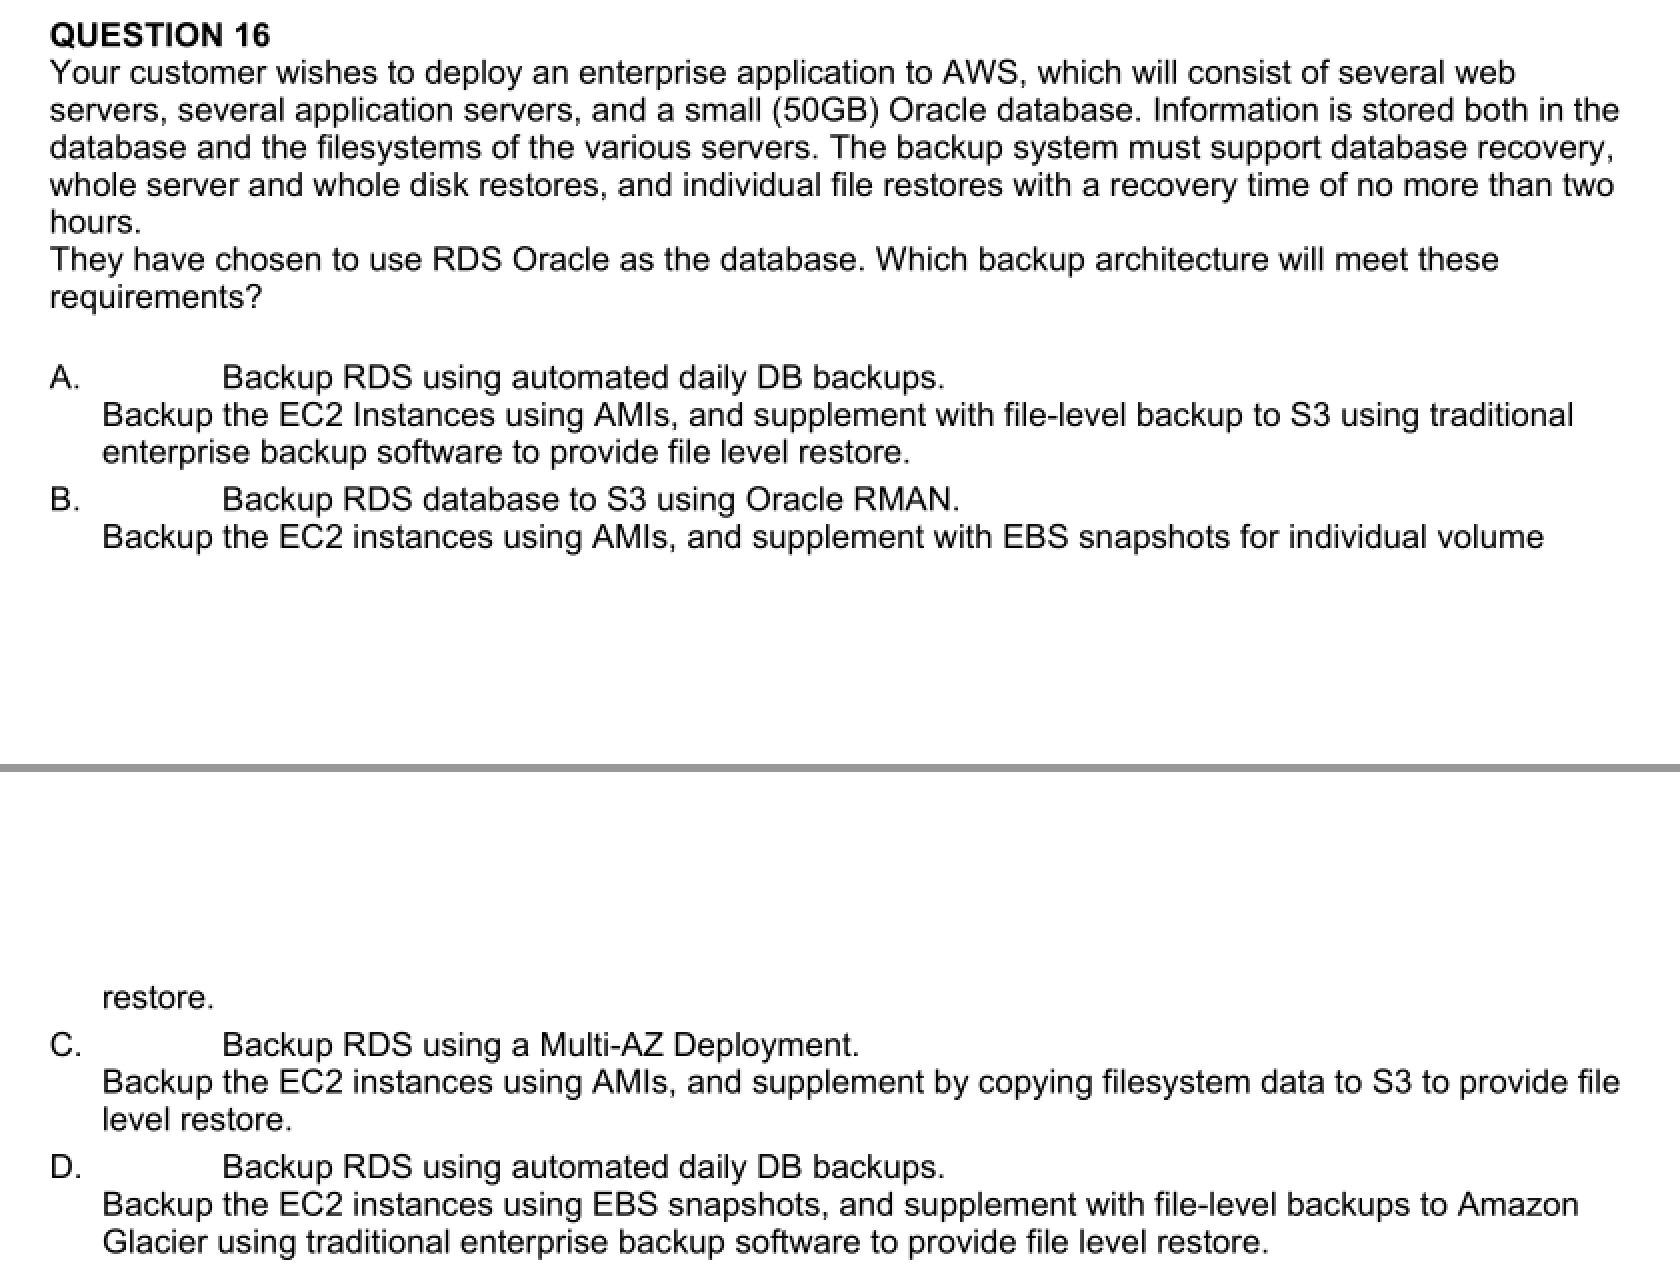 QUESTION 16
Your customer wishes to deploy an enterprise application to AWS, which will consist of several web
servers, several application servers, and a small (50GB) Oracle database. Information is stored both in the
database and the filesystems of the various servers. The backup system must support database recovery,
whole server and whole disk restores, and individual file restores with a recovery time of no more than two
hours.
They have chosen to use RDS Oracle as the database. Which backup architecture will meet these
requirements?
A. Backup RDS using automated daily DB backups.
Backup the EC2 Instances using AMIs, and supplement with file-level backup to S3 using traditional
enterprise backup software to provide file level restore.
B. Backup RDS database to S3 using Oracle RMAN.
Backup the EC2 instances using AMIs, and supplement with EBS snapshots for individual volume
restore.
C. Backup RDS using a Multi-AZ Deployment.
Backup the EC2 instances using AMIs, and supplement by copying filesystem data to S3 to provide file
level restore.
D. Backup RDS using automated daily DB backups.
Backup the EC2 instances using EBS snapshots, and supplement with file-level backups to Amazon
Glacier using traditional enterprise backup software to provide file level restore.